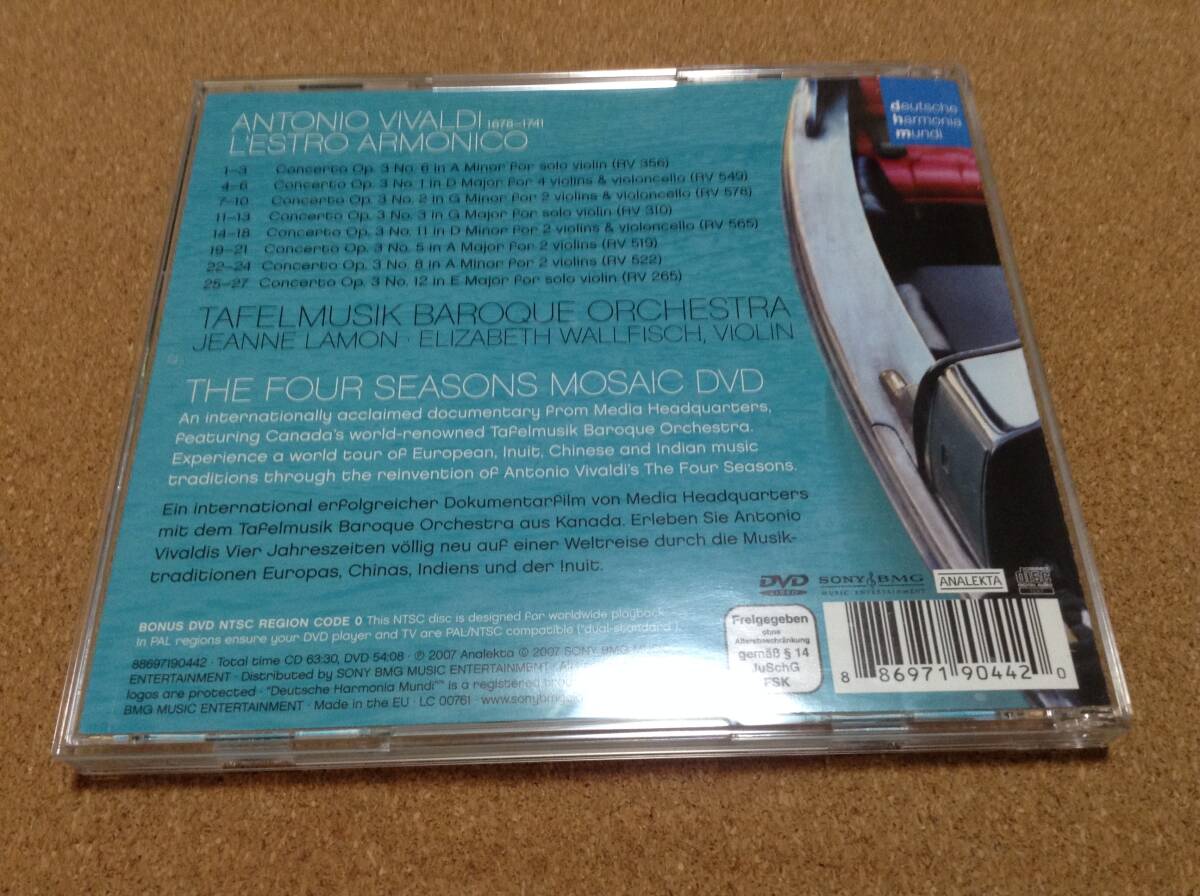 ANTONIO VIVALDI 1678–1741
L'ESTRO ARMONICO
deutsche
harmonia
mundi
1–3 Concerto Op. 3 No. 6 in A Minor for solo violin (RV 356)
4–6 Concerto Op. 3 No. 1 in D Major for 4 violins & violoncello (RV 549)
7–10 Concerto Op. 3 No. 2 in G Minor for 2 violins & violoncello (RV 578)
11–13 Concerto Op. 3 No. 3 in G Major for solo violin (RV 310)
14–18 Concerto Op. 3 No. 11 in D Minor for 2 violins & violoncello (RV 565)
19–21 Concerto Op. 3 No. 5 in A Major for 2 violins (RV 519)
22–24 Concerto Op. 3 No. 8 in A Minor for 2 violins (RV 522)
25–27 Concerto Op. 3 No. 12 in E Major for solo violin (RV 265)
TAFELMUSIK BAROQUE ORCHESTRA
JEANNE LAMON · ELIZABETH WALLFISCH, VIOLIN
THE FOUR SEASONS MOSAIC DVD
An internationally acclaimed documentary from Media Headquarters,
featuring Canada's world-renowned Tafelmusik Baroque Orchestra.
Experience a world tour of European, Inuit, Chinese and Indian music
traditions through the reinvention of Antonio Vivaldi's The Four Seasons.
Ein international erfolgreicher Dokumentarfilm von Media Headquarters
mit dem Tafelmusik Baroque Orchestra aus Kanada. Erleben Sie Antonio
Vivaldis Vier Jahreszeiten völlig neu auf einer Weltreise durch die Musik-
traditionen Europas, Chinas, Indiens und der Inuit.
DVD VIDEO SONY BMG MUSIC ENTERTAINMENT ANALEKTA disc
BONUS DVD NTSC REGION CODE 0 This NTSC disc is designed for worldwide playback.
In PAL regions ensure your DVD player and TV are PAL/NTSC compatible ("dual-standard").
88697190442 · Total time CD 63:30, DVD 54:08 · ℗ 2007 Analekta © 2007 SONY BMG MUSIC
ENTERTAINMENT · Distributed by SONY BMG MUSIC ENTERTAINMENT · All
logos are protected · "Deutsche Harmonia Mundi" is a registered
BMG MUSIC ENTERTAINMENT · Made in the EU · LC 00761 · www.sonybmg
Freigegeben
ohne
Altersbeschränkung
gemäß § 14
JuSchG
FSK
8 86971 90442 0